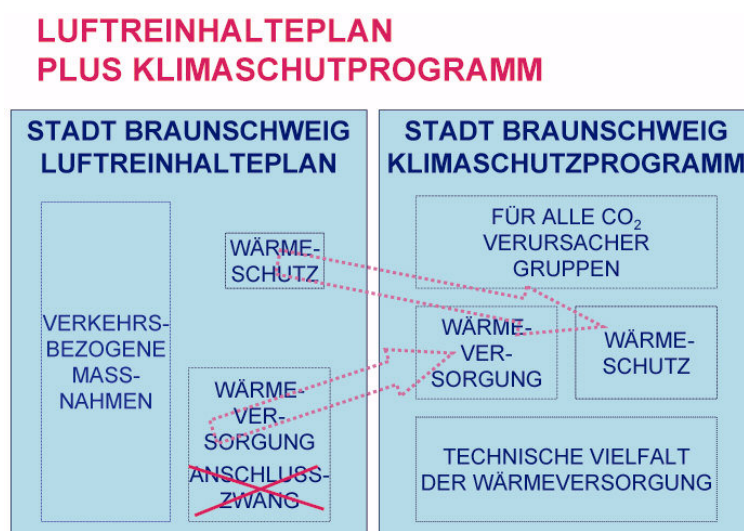 LUFTREINHALTEPLAN
PLUS KLIMASCHUTPROGRAMM
STADT BRAUNSCHWEIG
LUFTREINHALTEPLAN
VERKEHRS-
BEZOGENE
MASS-
NAHMEN
WÄRME-
SCHUTZ
WÄRME-
VER-
SORGUNG
ANSCHLUSS-
ZWANG
STADT BRAUNSCHWEIG
KLIMASCHUTZPROGRAMM
FÜR ALLE CO₂
VERURSACHER
GRUPPEN
WÄRME-
VER-
SORGUNG
WÄRME-
SCHUTZ
TECHNISCHE VIELFALT
DER WÄRMEVERSORGUNG